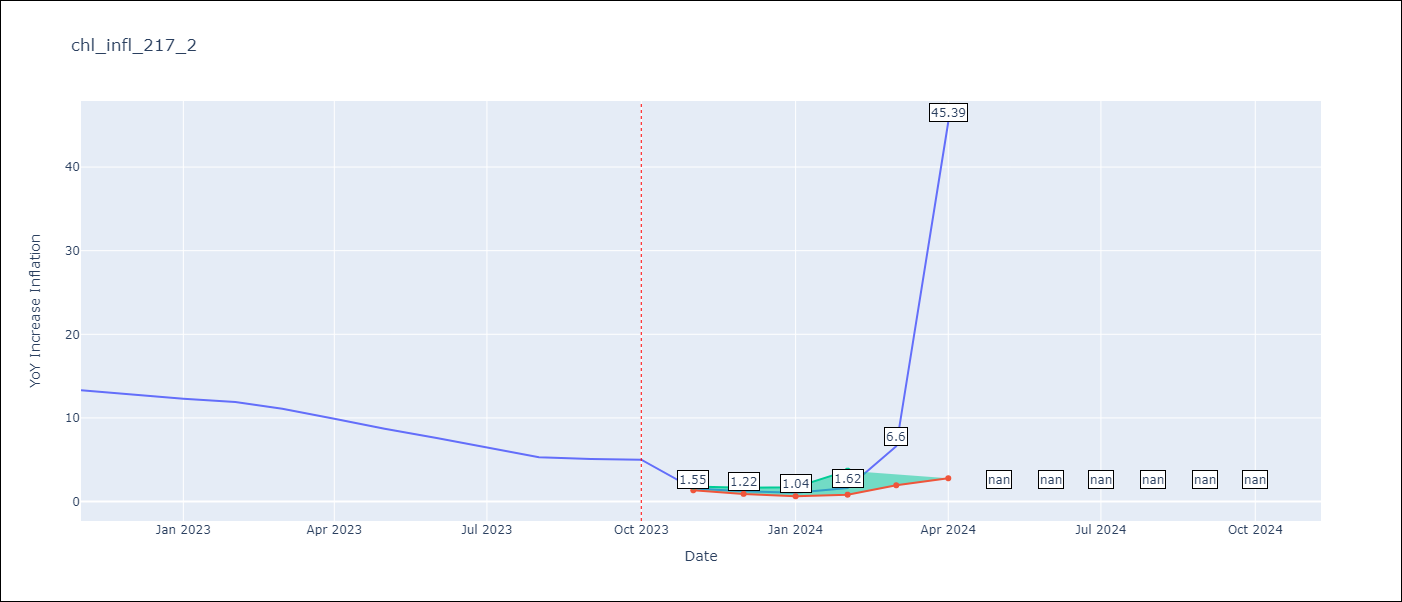 chl_infl_217_2
45.39
40
30
YoY Increase Inflation
20
10
6.6
1.55 1.22 1.04 1.62 nan nan nan nan nan nan
0
Jan 2023 Apr 2023 Jul 2023 Oct 2023 Jan 2024 Apr 2024 Jul 2024 Oct 2024
Date